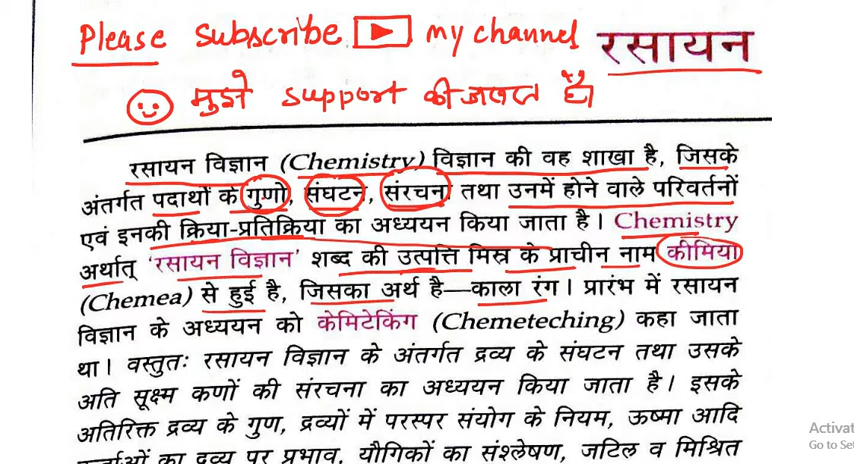 Please subscribe my channel
रसायन
मुझे support की जरूरत है।
रसायन विज्ञान (Chemistry) विज्ञान की वह शाखा है, जिसके
अंतर्गत पदार्थों के गुणों, संघटन, संरचना तथा उनमें होने वाले परिवर्तनों
एवं इनकी क्रिया-प्रतिक्रिया का अध्ययन किया जाता है। Chemistry
अर्थात् 'रसायन विज्ञान' शब्द की उत्पत्ति मिस्र के प्राचीन नाम कीमिया
(Chemea) से हुई है, जिसका अर्थ है—काला रंग। प्रारंभ में रसायन
विज्ञान के अध्ययन को केमिटेकिंग (Chemeteching) कहा जाता
था। वस्तुतः रसायन विज्ञान के अंतर्गत द्रव्य के संघटन तथा उसके
अति सूक्ष्म कणों की संरचना का अध्ययन किया जाता है। इसके
अतिरिक्त द्रव्य के गुण, द्रव्यों में परस्पर संयोग के नियम, ऊष्मा आदि
का द्रव्य पर प्रभाव, यौगिकों का संश्लेषण, जटिल व मिश्रित
Activat
Go to Set